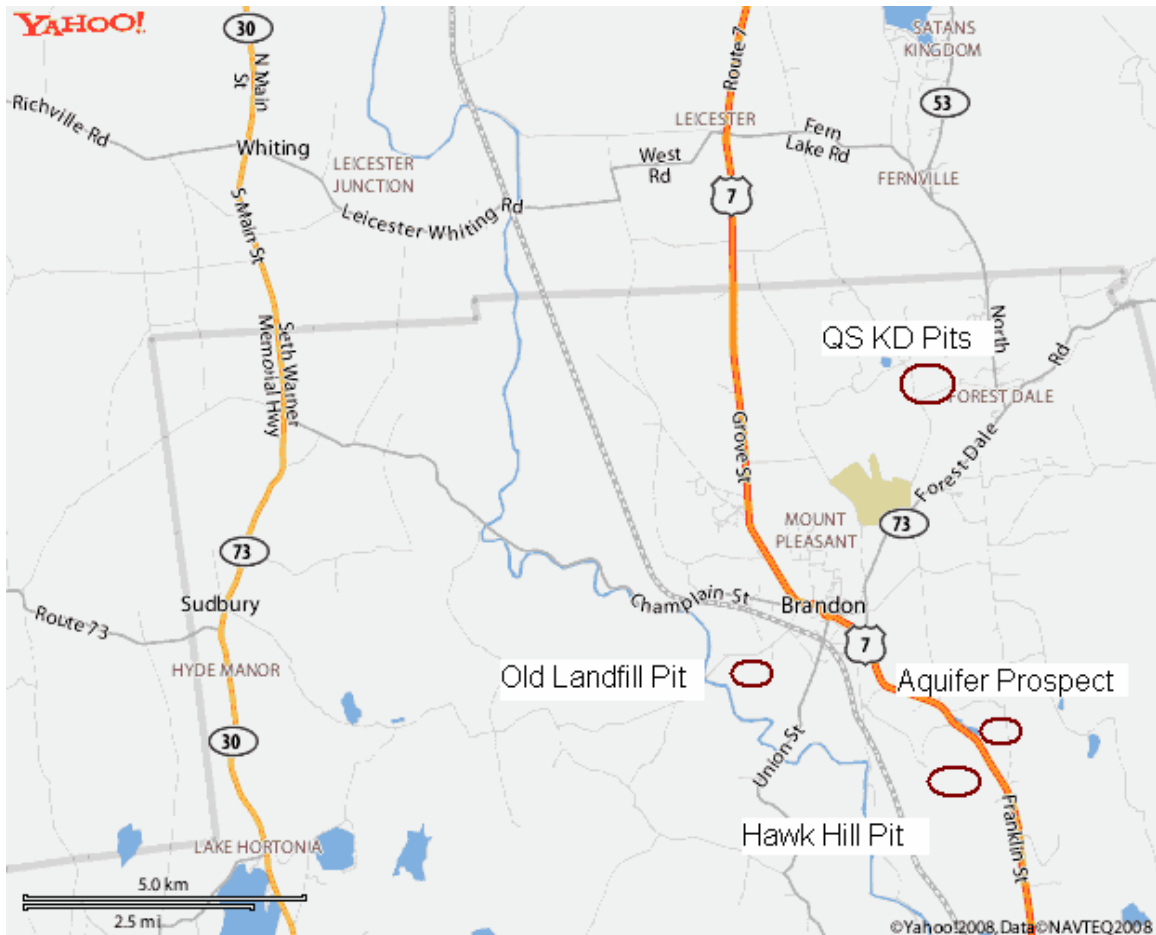 YAHOO!
30
N Main
St
Route 7
SATANS
KINGDOM
53
Richville Rd
Whiting
LEICESTER
JUNCTION
LEICESTER
Fern
Lake Rd
West
Rd
FERNVILLE
7
Leicester Whiting Rd
S Main St
Seth Warner
Memorial Hwy
North
QS KD Pits
Rd
FOREST DALE
Grove St
Forest Dale
MOUNT
PLEASANT
73
73
Sudbury
Champlain St
Brandon
Route 73
7
HYDE MANOR
Old Landfill Pit
Aquifer Prospect
30
Union St
Franklin St
Hawk Hill Pit
LAKE HORTONIA
5.0 km
2.5 mi
©Yahoo!2008, Data©NAVTEQ2008